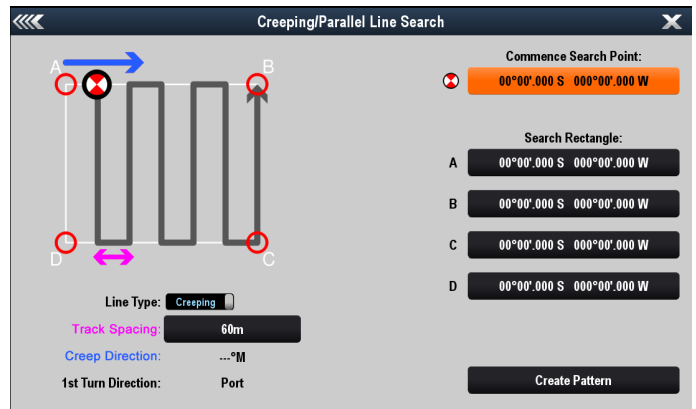 Creeping/Parallel Line Search
A
B
D
C
Line Type: Creeping
Track Spacing: 60m
Creep Direction: ---°M
1st Turn Direction: Port
Commence Search Point:
00°00'.000 S 000°00'.000 W
Search Rectangle:
A 00°00'.000 S 000°00'.000 W
B 00°00'.000 S 000°00'.000 W
C 00°00'.000 S 000°00'.000 W
D 00°00'.000 S 000°00'.000 W
Create Pattern